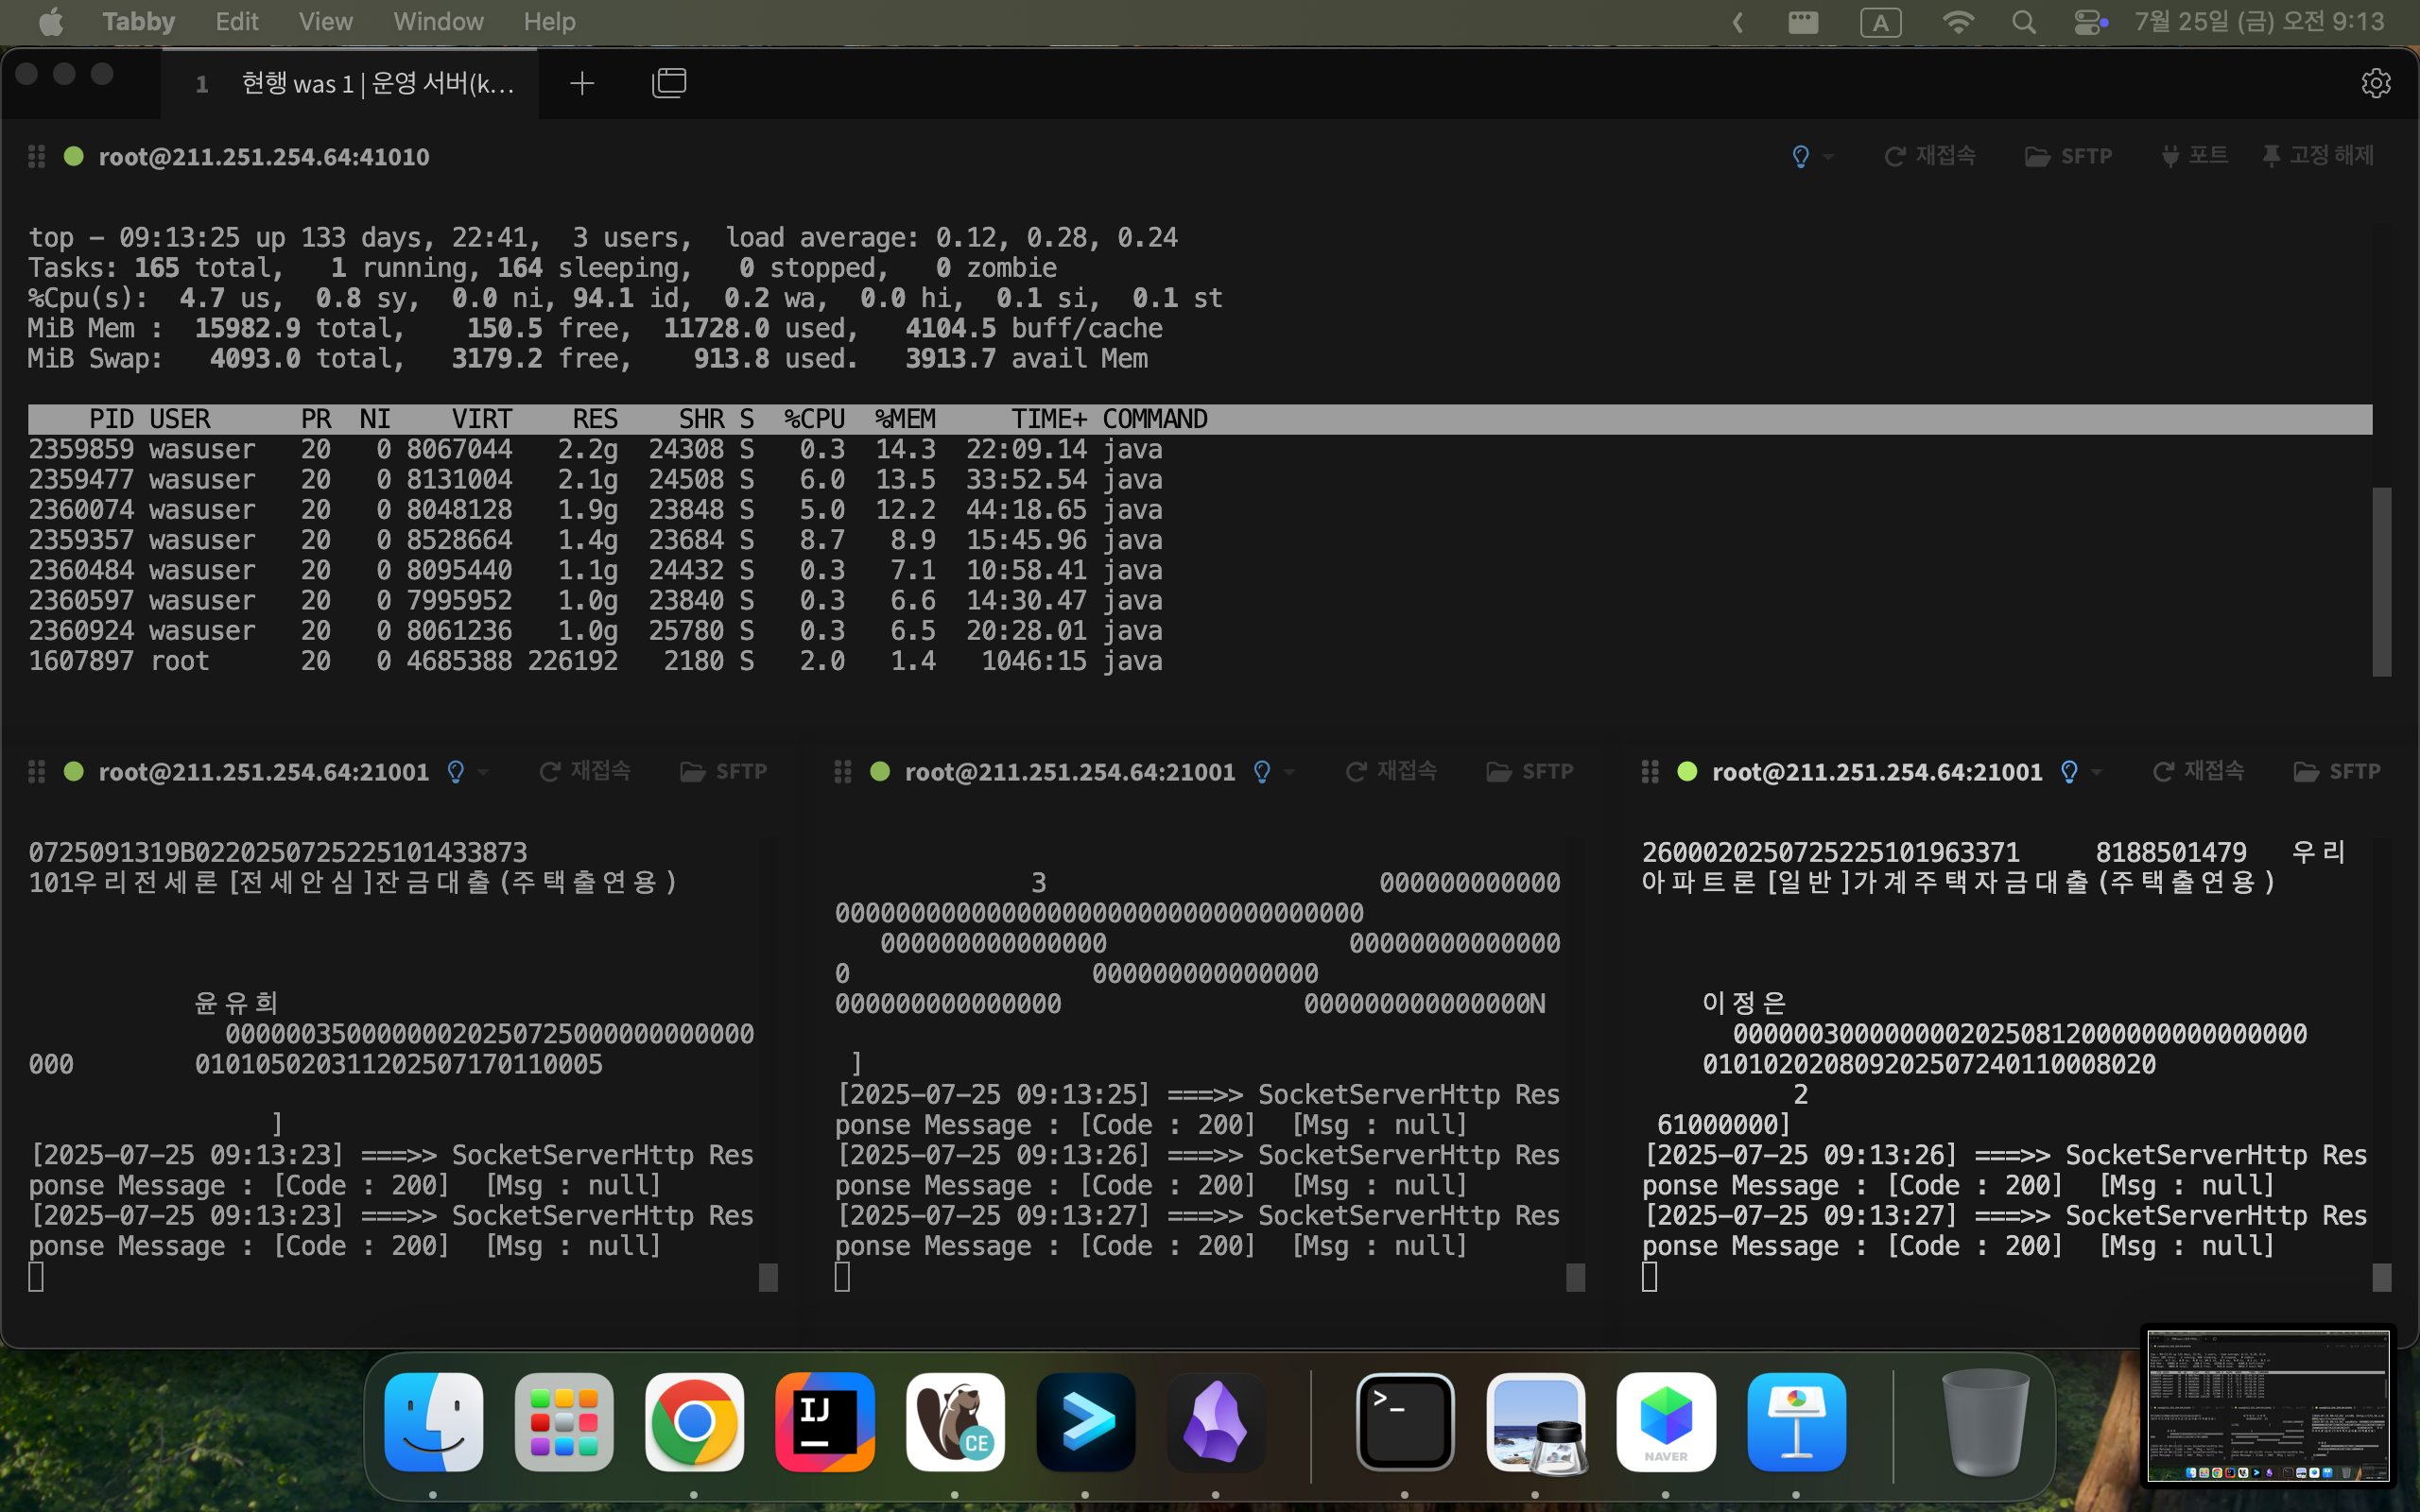 Tabby Edit View Window Help A 7월 25일 (금) 오전 9:13
1 현행 was 1 | 운영 서버(k...
root@211.251.254.64:41010 재접속 SFTP 포트 고정 해제
top - 09:13:25 up 133 days, 22:41, 3 users, load average: 0.12, 0.28, 0.24
Tasks: 165 total, 1 running, 164 sleeping, 0 stopped, 0 zombie
%Cpu(s): 4.7 us, 0.8 sy, 0.0 ni, 94.1 id, 0.2 wa, 0.0 hi, 0.1 si, 0.1 st
MiB Mem : 15982.9 total, 150.5 free, 11728.0 used, 4104.5 buff/cache
MiB Swap: 4093.0 total, 3179.2 free, 913.8 used. 3913.7 avail Mem
PID USER PR NI VIRT RES SHR S %CPU %MEM TIME+ COMMAND
2359859 wasuser 20 0 8067044 2.2g 24308 S 0.3 14.3 22:09.14 java
2359477 wasuser 20 0 8131004 2.1g 24508 S 6.0 13.5 33:52.54 java
2360074 wasuser 20 0 8048128 1.9g 23848 S 5.0 12.2 44:18.65 java
2359357 wasuser 20 0 8528664 1.4g 23684 S 8.7 8.9 15:45.96 java
2360484 wasuser 20 0 8095440 1.1g 24432 S 0.3 7.1 10:58.41 java
2360597 wasuser 20 0 7995952 1.0g 23840 S 0.3 6.6 14:30.47 java
2360924 wasuser 20 0 8061236 1.0g 25780 S 0.3 6.5 20:28.01 java
1607897 root 20 0 4685388 226192 2180 S 2.0 1.4 1046:15 java
root@211.251.254.64:21001 재접속 SFTP
0725091319B0220250725225101433873
101우리전세론 [전세안심]잔금대출(주택출연용)
윤유희
00000035000000020250725000000000000
000 010105020311202507170110005
]
[2025-07-25 09:13:23] ===>> SocketServerHttp Res
ponse Message : [Code : 200] [Msg : null]
[2025-07-25 09:13:23] ===>> SocketServerHttp Res
ponse Message : [Code : 200] [Msg : null]
root@211.251.254.64:21001 재접속 SFTP
3 000000000000
00000000000000000000000000000000000
000000000000000 00000000000000
0 000000000000000
000000000000000 000000000000000N
]
[2025-07-25 09:13:25] ===>> SocketServerHttp Res
ponse Message : [Code : 200] [Msg : null]
[2025-07-25 09:13:26] ===>> SocketServerHttp Res
ponse Message : [Code : 200] [Msg : null]
[2025-07-25 09:13:27] ===>> SocketServerHttp Res
ponse Message : [Code : 200] [Msg : null]
root@211.251.254.64:21001 재접속 SFTP
2600020250725225101963371 8188501479 우리
아파트론 [일반]가계주택자금대출(주택출연용)
이정은
00000030000000020250812000000000000000
010102020809202507240110008020
2
61000000]
[2025-07-25 09:13:26] ===>> SocketServerHttp Res
ponse Message : [Code : 200] [Msg : null]
[2025-07-25 09:13:27] ===>> SocketServerHttp Res
ponse Message : [Code : 200] [Msg : null]
IJ
CE
NAVER